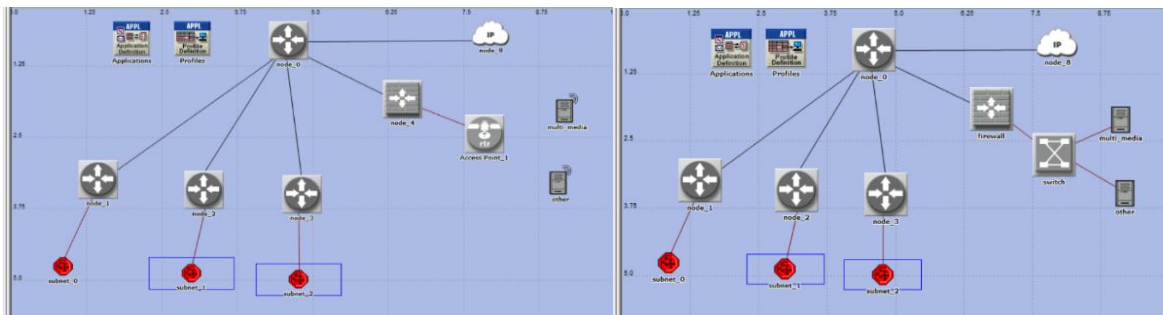 0.0 1.25 2.5 3.75 5.0 6.25 7.5 8.75
APPL
Application
Definition
Applications
APPL
Profile
Definition
Profiles
node_0
IP
node_8
1.25
node_4
multi_media
2.5
Access Point_1
other
node_1
node_2
node_3
3.75
5.0
subnet_0
subnet_1
subnet_2
0.0 1.25 2.5 3.75 5.0 6.25 7.5 8.75
APPL
Application
Definition
Applications
APPL
Profile
Definition
Profiles
node_0
IP
node_8
1.25
firewall
multi_media
2.5
switch
node_1
node_2
node_3
other
3.75
5.0
subnet_0
subnet_1
subnet_2